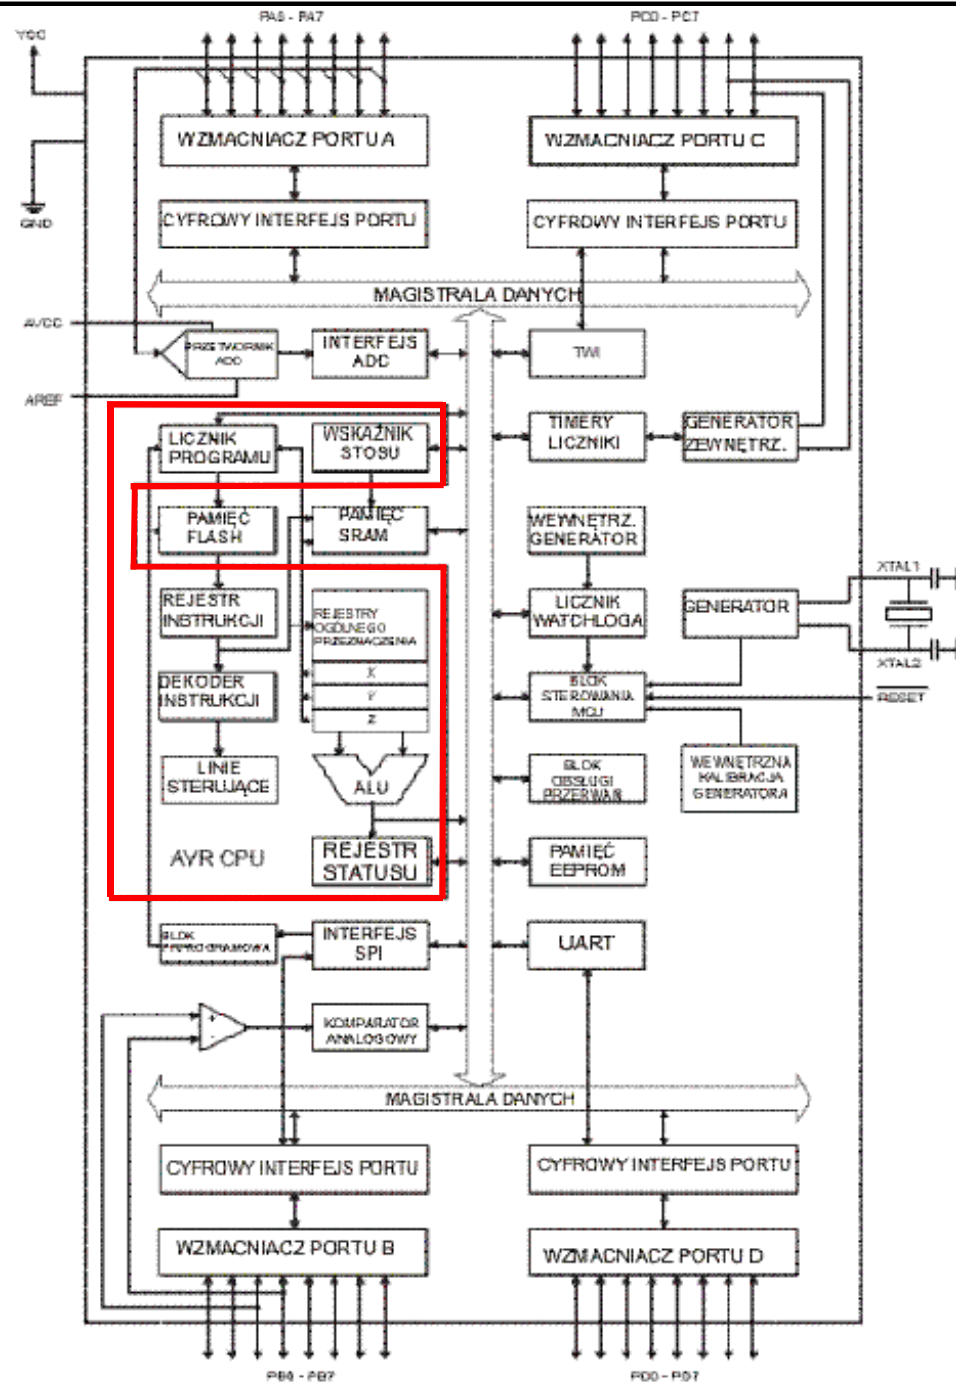 PA0 - PA7
PC0 - PC7
VCC
WZMACNIACZ PORTU A
WZMACNIACZ PORTU C
CYFROWY INTERFEJS PORTU
CYFROWY INTERFEJS PORTU
GND
MAGISTRALA DANYCH
AVCC
PRZETWORNIK
ADC
INTERFEJS
ADC
TWI
AREF
LICZNIK
PROGRAMU
WSKAŹNIK
STOSU
TIMERY
LICZNIKI
GENERATOR
ZEWNĘTRZ.
PAMIĘĆ
FLASH
PAMIĘĆ
SRAM
WEWNĘTRZ.
GENERATOR
XTAL1
REJESTR
INSTRUKCJI
REJESTRY
OGÓLNEGO
PRZEZNACZENIA
LICZNIK
WATCHLOGA
GENERATOR
XTAL2
X
Y
Z
DEKODER
INSTRUKCJI
BLOK
STEROWANIA
MCU
RESET
LINIE
STERUJĄCE
ALU
BLOK
OBSŁUGI
PRZERWAŃ
WEWNĘTRZNA
KALIBRACJA
GENERATORA
AVR CPU
REJESTR
STATUSU
PAMIĘĆ
EEPROM
BLOK
INTERFEJS
SPI
UART
+
-
KOMPARATOR
ANALOGOWY
MAGISTRALA DANYCH
CYFROWY INTERFEJS PORTU
CYFROWY INTERFEJS PORTU
WZMACNIACZ PORTU B
WZMACNIACZ PORTU D
PB0 - PB7
PD0 - PD7